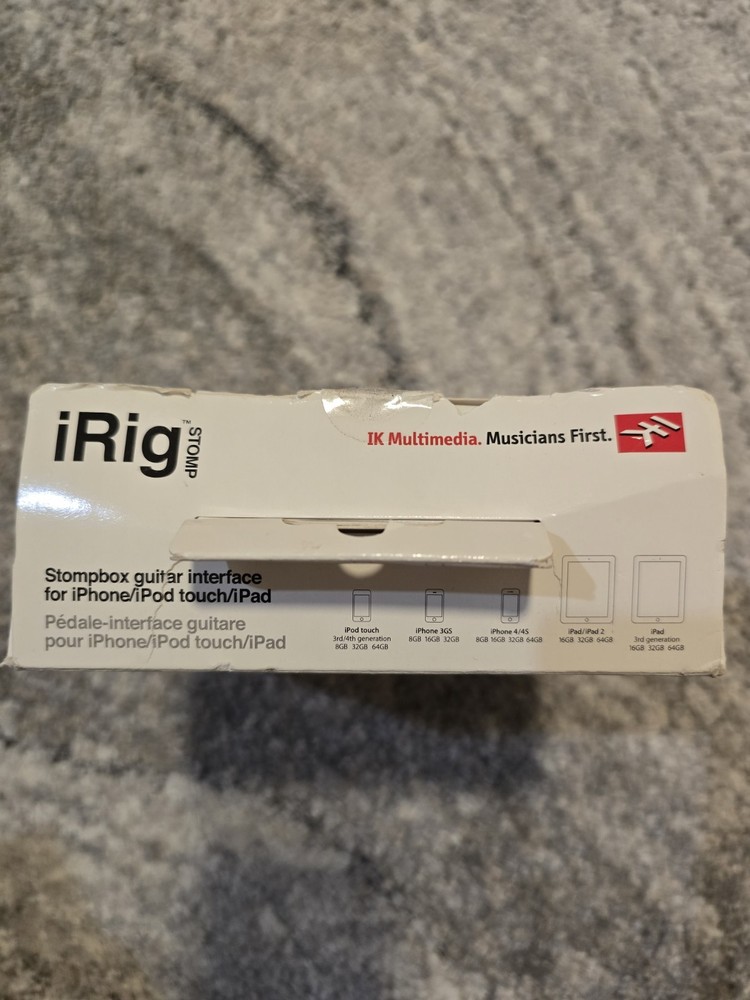 iRig™ STOMP
IK Multimedia. Musicians First.
Stompbox guitar interface
for iPhone/iPod touch/iPad
Pédale-interface guitare
pour iPhone/iPod touch/iPad
iPod touch
3rd/4th generation
8GB 32GB 64GB
iPhone 3GS
8GB 16GB 32GB
iPhone 4/4S
8GB 16GB 32GB 64GB
iPad/iPad 2
16GB 32GB 64GB
iPad
3rd generation
16GB 32GB 64GB